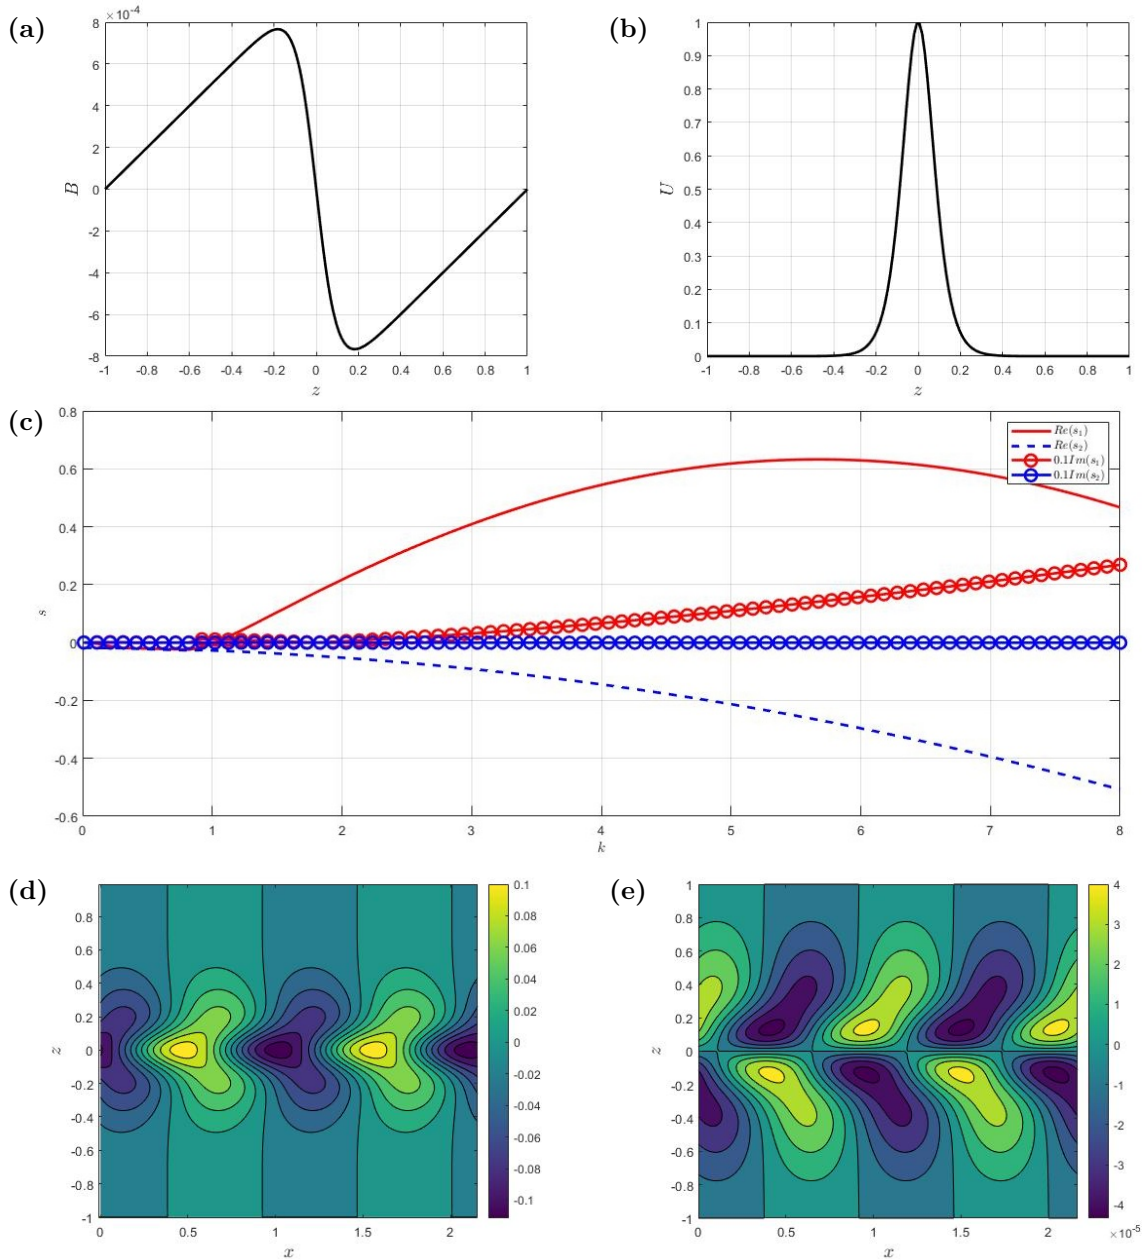 (a)
×10⁻⁴
8
6
4
2
0
-2
-4
-6
-8
B
-1 -0.8 -0.6 -0.4 -0.2 0 0.2 0.4 0.6 0.8 1
z
(b)
1
0.9
0.8
0.7
0.6
0.5
0.4
0.3
0.2
0.1
0
U
-1 -0.8 -0.6 -0.4 -0.2 0 0.2 0.4 0.6 0.8 1
z
(c)
0.8
0.6
0.4
0.2
0
-0.2
-0.4
-0.6
s
Re(s₁)
Re(s₂)
0.1Im(s₁)
0.1Im(s₂)
0 1 2 3 4 5 6 7 8
k
(d)
0.8
0.6
0.4
0.2
0
-0.2
-0.4
-0.6
-0.8
-1
z
0 0.5 1 1.5 2
x
0.1
0.08
0.06
0.04
0.02
0
-0.02
-0.04
-0.06
-0.08
-0.1
(e)
1
0.8
0.6
0.4
0.2
0
-0.2
-0.4
-0.6
-0.8
-1
z
0 0.5 1 1.5 2
x
4
3
2
1
0
-1
-2
-3
-4
×10⁻⁵